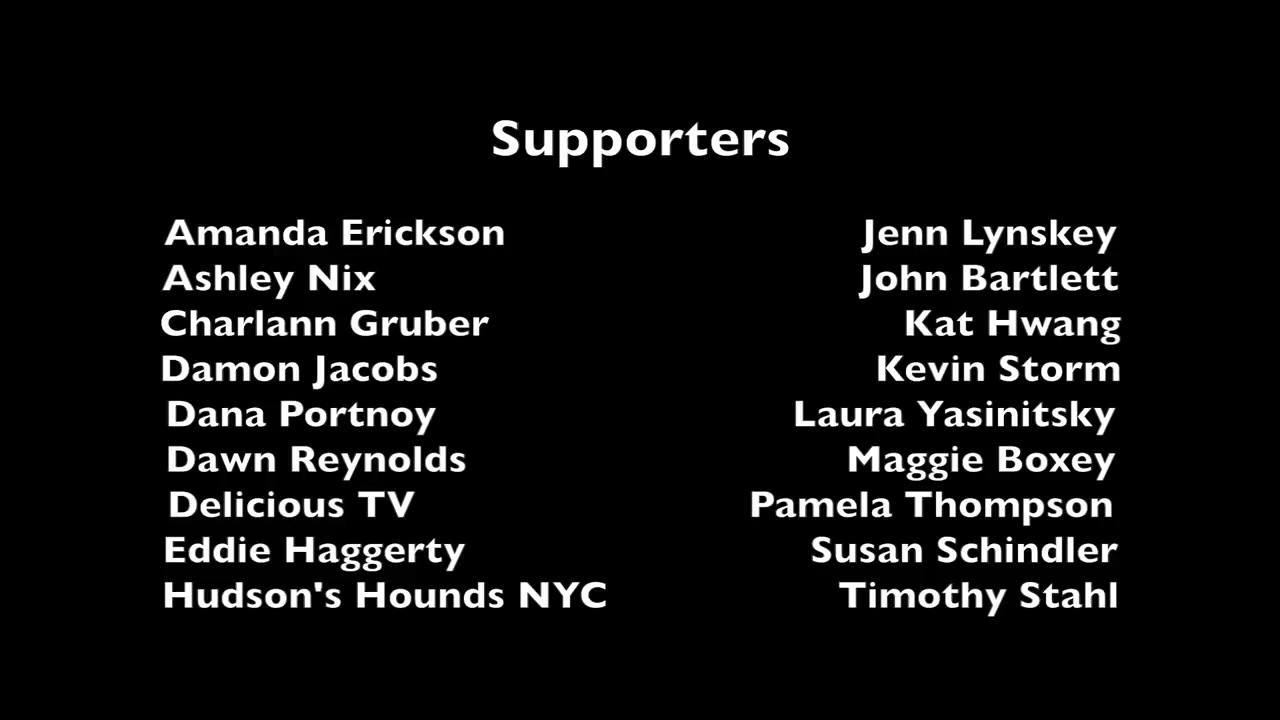 Supporters
Amanda Erickson
Ashley Nix
Charlann Gruber
Damon Jacobs
Dana Portnoy
Dawn Reynolds
Delicious TV
Eddie Haggerty
Hudson's Hounds NYC
Jenn Lynskey
John Bartlett
Kat Hwang
Kevin Storm
Laura Yasinitsky
Maggie Boxey
Pamela Thompson
Susan Schindler
Timothy Stahl